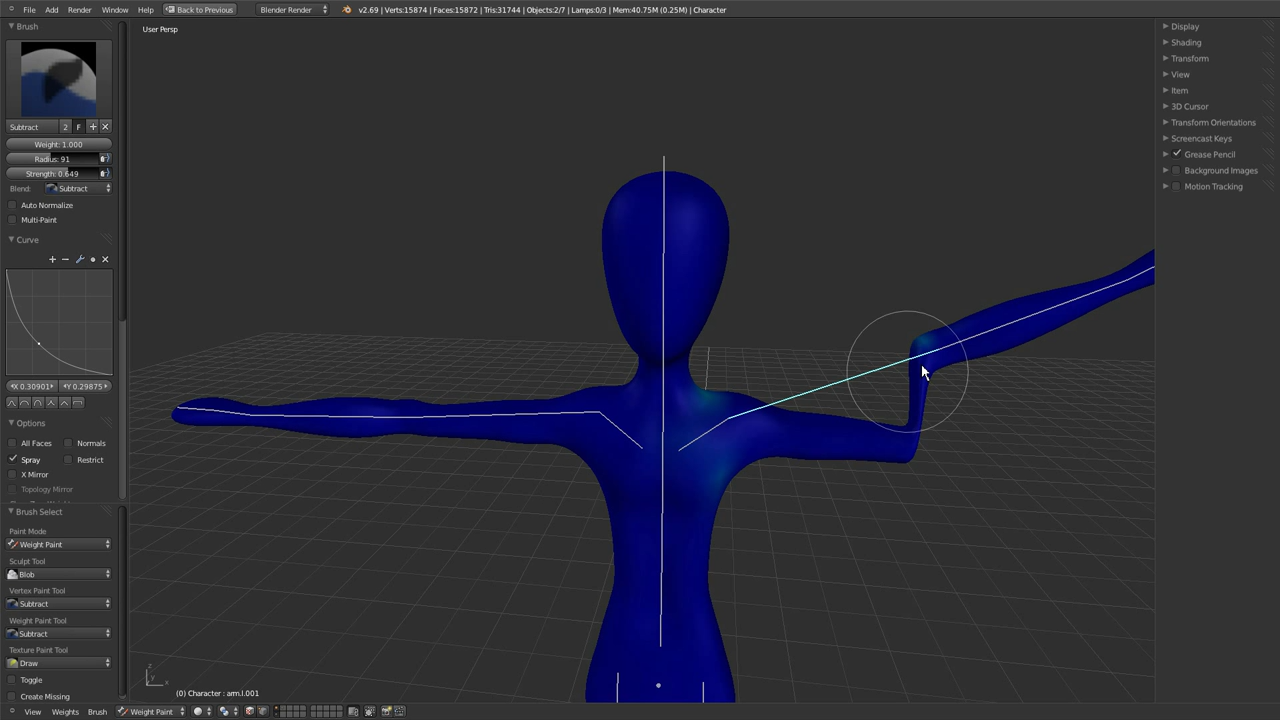 File Add Render Window Help Back to Previous Blender Render v2.69 | Verts:15874 | Faces:15872 | Tris:31744 | Objects:2/7 | Lamps:0/3 | Mem:40.75M (0.25M) | Character
Brush
Subtract 2 F
Weight: 1.000
Radius: 91
Strength: 0.649
Blend: Subtract
Auto Normalize
Multi-Paint
Curve
X 0.30901 Y 0.29875
Options
All Faces Normals
Spray Restrict
X Mirror
Topology Mirror
Brush Select
Paint Mode
Weight Paint
Sculpt Tool
Blob
Vertex Paint Tool
Subtract
Weight Paint Tool
Subtract
Texture Paint Tool
Draw
Toggle
Create Missing
User Persp
z
x
(0) Character : arm.l.001
Display
Shading
Transform
View
Item
3D Cursor
Transform Orientations
Screencast Keys
Grease Pencil
Background Images
Motion Tracking
View Weights Brush Weight Paint